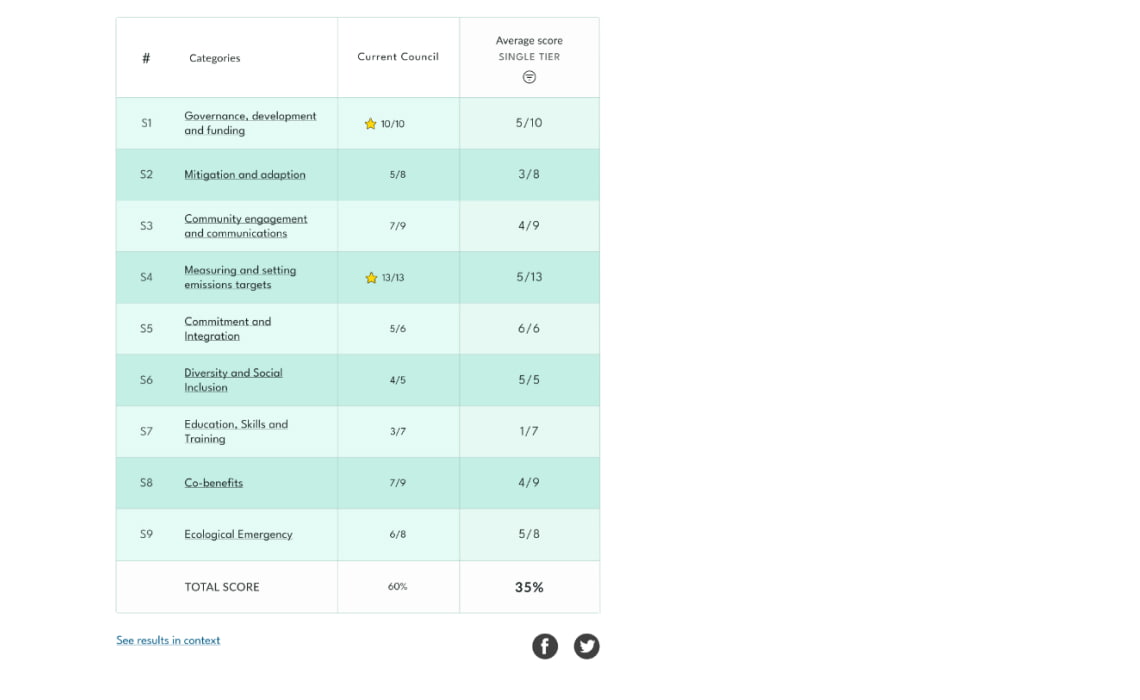 # Categories Current Council Average score
SINGLE TIER
S1 Governance, development
and funding 10/10 5/10
S2 Mitigation and adaption 5/8 3/8
S3 Community engagement
and communications 7/9 4/9
S4 Measuring and setting
emissions targets 13/13 5/13
S5 Commitment and
Integration 5/6 6/6
S6 Diversity and Social
Inclusion 4/5 5/5
S7 Education, Skills and
Training 3/7 1/7
S8 Co-benefits 7/9 4/9
S9 Ecological Emergency 6/8 5/8
TOTAL SCORE 60% 35%
See results in context